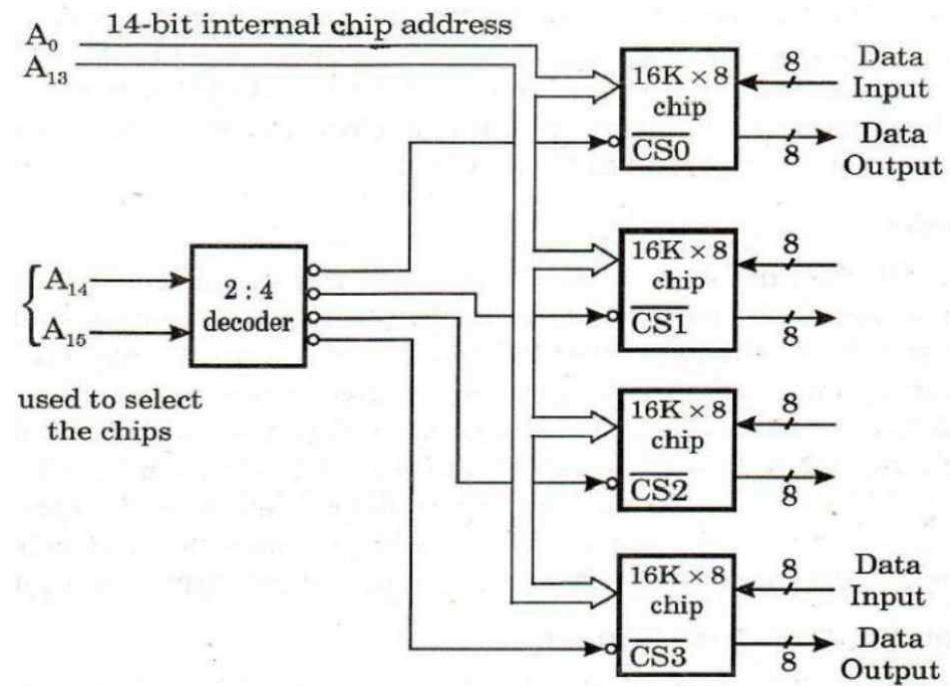 14-bit internal chip address
A₀
A₁₃
16K × 8
chip
CS0
8
Data
Input
8
Data
Output
A₁₄
A₁₅
2 : 4
decoder
used to select
the chips
16K × 8
chip
CS1
8
8
16K × 8
chip
CS2
8
8
16K × 8
chip
CS3
8
Data
Input
8
Data
Output